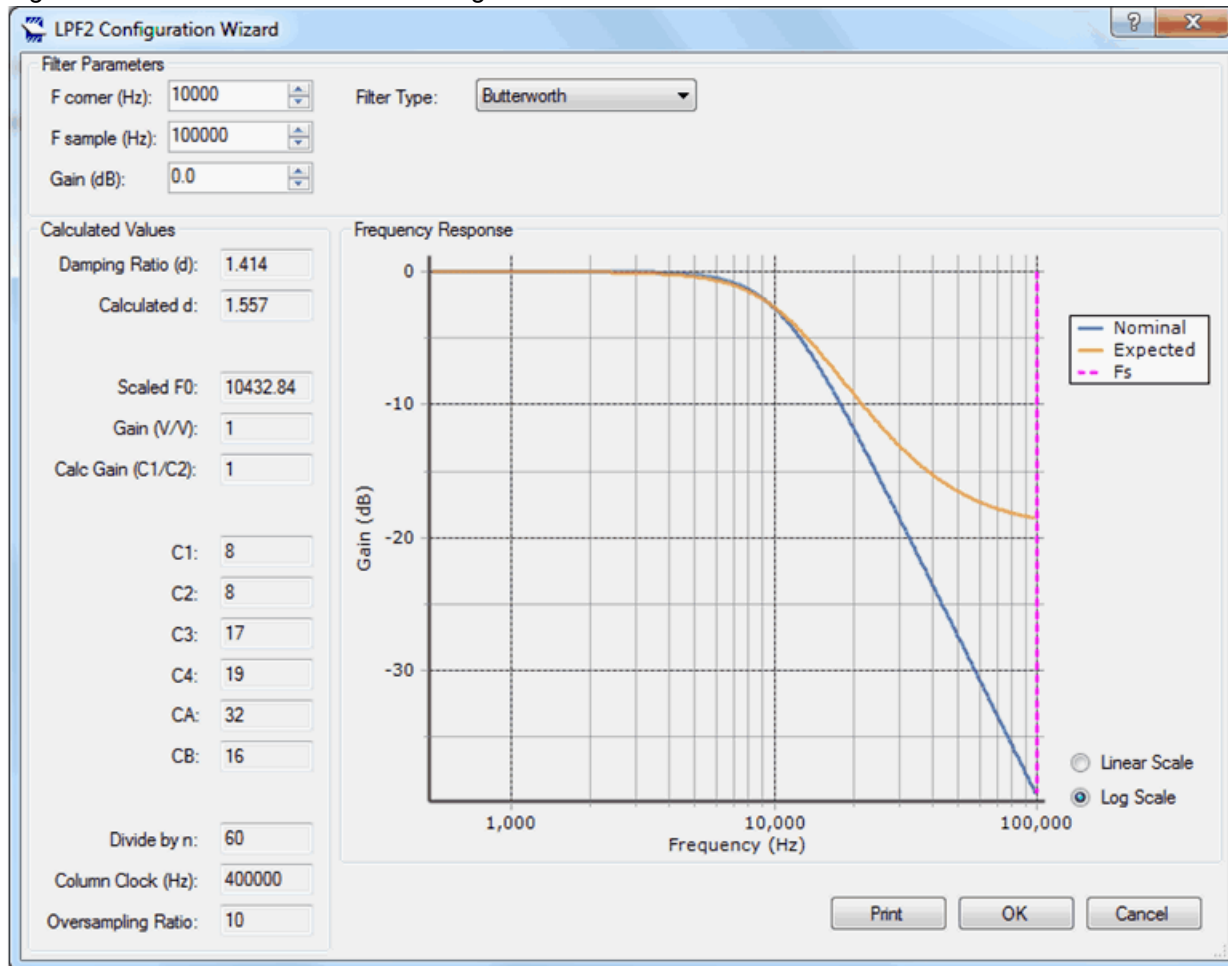 LPF2 Configuration Wizard
Filter Parameters
F corner (Hz): 10000
Filter Type: Butterworth
F sample (Hz): 100000
Gain (dB): 0.0
Calculated Values
Damping Ratio (d): 1.414
Calculated d: 1.557
Scaled F0: 10432.84
Gain (V/V): 1
Calc Gain (C1/C2): 1
C1: 8
C2: 8
C3: 17
C4: 19
CA: 32
CB: 16
Divide by n: 60
Column Clock (Hz): 400000
Oversampling Ratio: 10
Frequency Response
0
-10
-20
-30
Gain (dB)
1,000 10,000 100,000
Frequency (Hz)
Nominal
Expected
Fs
Linear Scale
Log Scale
Print OK Cancel